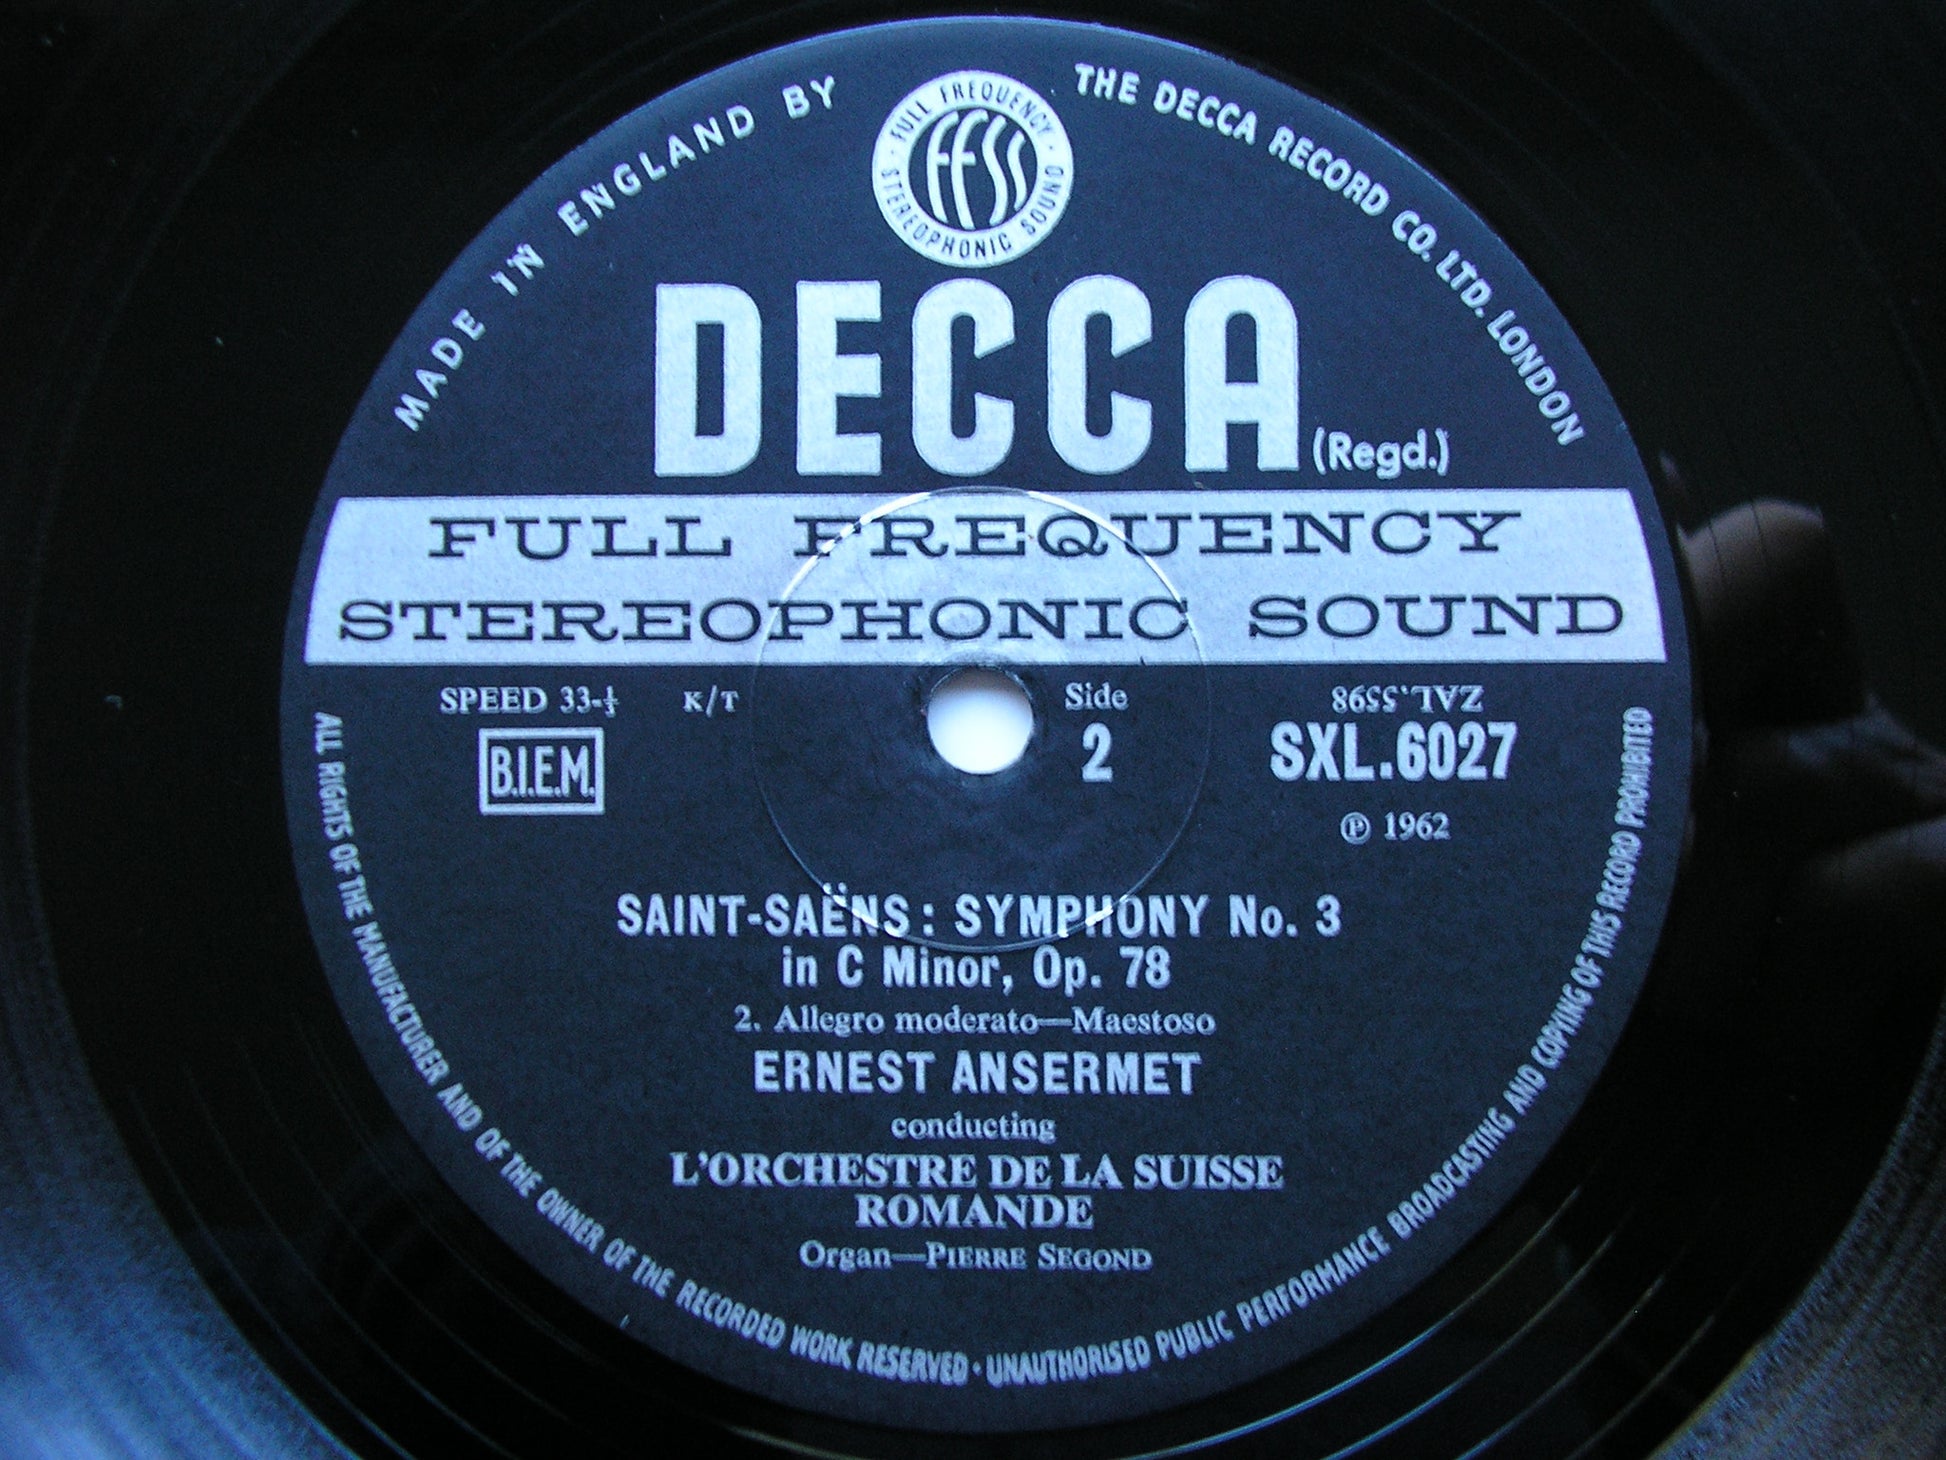 MADE IN ENGLAND BY
THE DECCA RECORD CO. LTD. LONDON
FULL FREQUENCY
FFSS
STEREOPHONIC SOUND
DECCA (Regd.)
FULL FREQUENCY
STEREOPHONIC SOUND
SPEED 33-⅓ K/T Side ZAL.5598
B.I.E.M. 2 SXL.6027
℗ 1962
SAINT-SAËNS: SYMPHONY No. 3
in C Minor, Op. 78
2. Allegro moderato—Maestoso
ERNEST ANSERMET
conducting
L'ORCHESTRE DE LA SUISSE
ROMANDE
Organ—PIERRE SEGOND
ALL RIGHTS OF THE MANUFACTURER AND OF THE OWNER OF THE RECORDED WORK RESERVED · UNAUTHORISED PUBLIC PERFORMANCE BROADCASTING AND COPYING OF THIS RECORD PROHIBITED